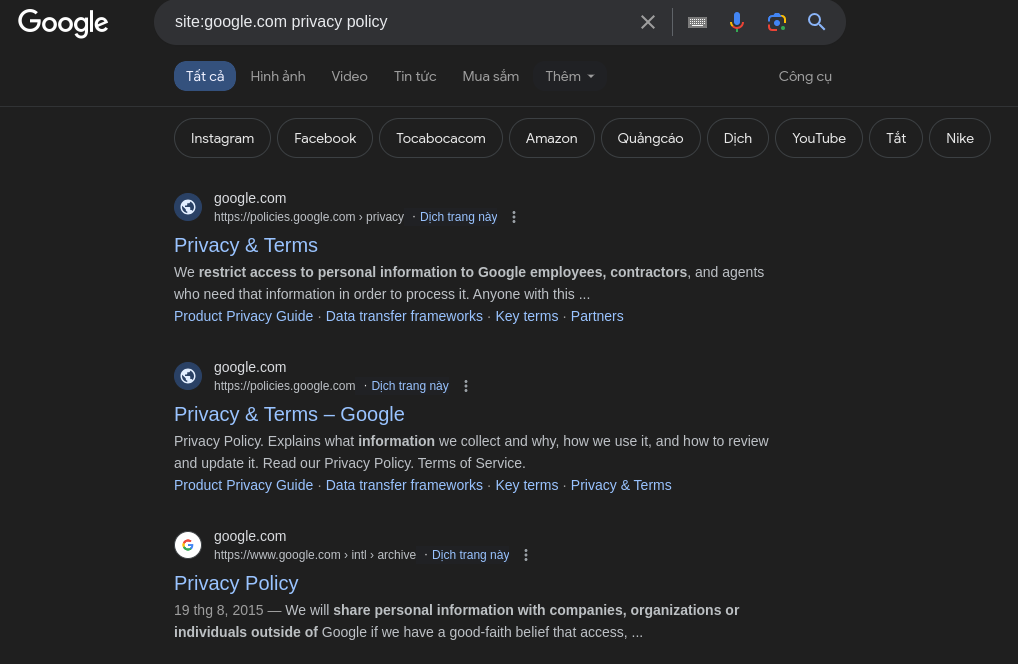 Google
site:google.com privacy policy
Tất cả Hình ảnh Video Tin tức Mua sắm Thêm Công cụ
Instagram Facebook Tocabocacom Amazon Quảngcáo Dịch YouTube Tắt Nike
google.com
https://policies.google.com › privacy · Dịch trang này
Privacy & Terms
We restrict access to personal information to Google employees, contractors, and agents
who need that information in order to process it. Anyone with this ...
Product Privacy Guide · Data transfer frameworks · Key terms · Partners
google.com
https://policies.google.com · Dịch trang này
Privacy & Terms – Google
Privacy Policy. Explains what information we collect and why, how we use it, and how to review
and update it. Read our Privacy Policy. Terms of Service.
Product Privacy Guide · Data transfer frameworks · Key terms · Privacy & Terms
google.com
https://www.google.com › intl › archive · Dịch trang này
Privacy Policy
19 thg 8, 2015 — We will share personal information with companies, organizations or
individuals outside of Google if we have a good-faith belief that access, ...